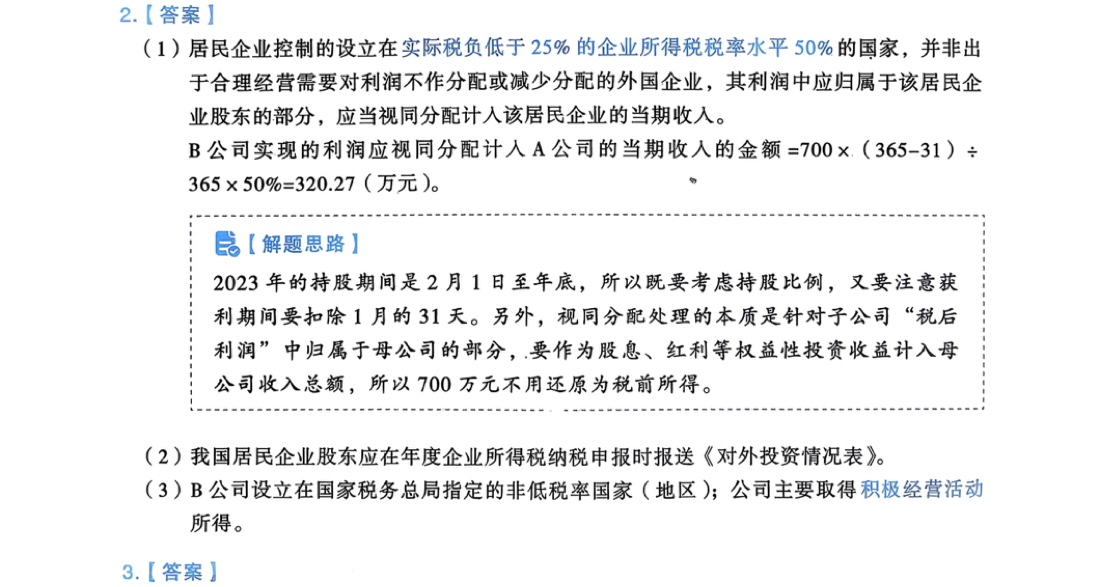 2.【答案】
（1）居民企业控制的设立在实际税负低于 25% 的企业所得税税率水平 50% 的国家，并非出
于合理经营需要对利润不作分配或减少分配的外国企业，其利润中应归属于该居民企
业股东的部分，应当视同分配计入该居民企业的当期收入。
B 公司实现的利润应视同分配计入 A 公司的当期收入的金额 =700×（365-31）÷
365×50%=320.27（万元）。
【解题思路】
2023 年的持股期间是 2 月 1 日至年底，所以既要考虑持股比例，又要注意获
利期间要扣除 1 月的 31 天。另外，视同分配处理的本质是针对子公司“税后
利润”中归属于母公司的部分，要作为股息、红利等权益性投资收益计入母
公司收入总额，所以 700 万元不用还原为税前所得。
（2）我国居民企业股东应在年度企业所得税纳税申报时报送《对外投资情况表》。
（3）B 公司设立在国家税务总局指定的非低税率国家（地区）；公司主要取得积极经营活动
所得。
3.【答案】